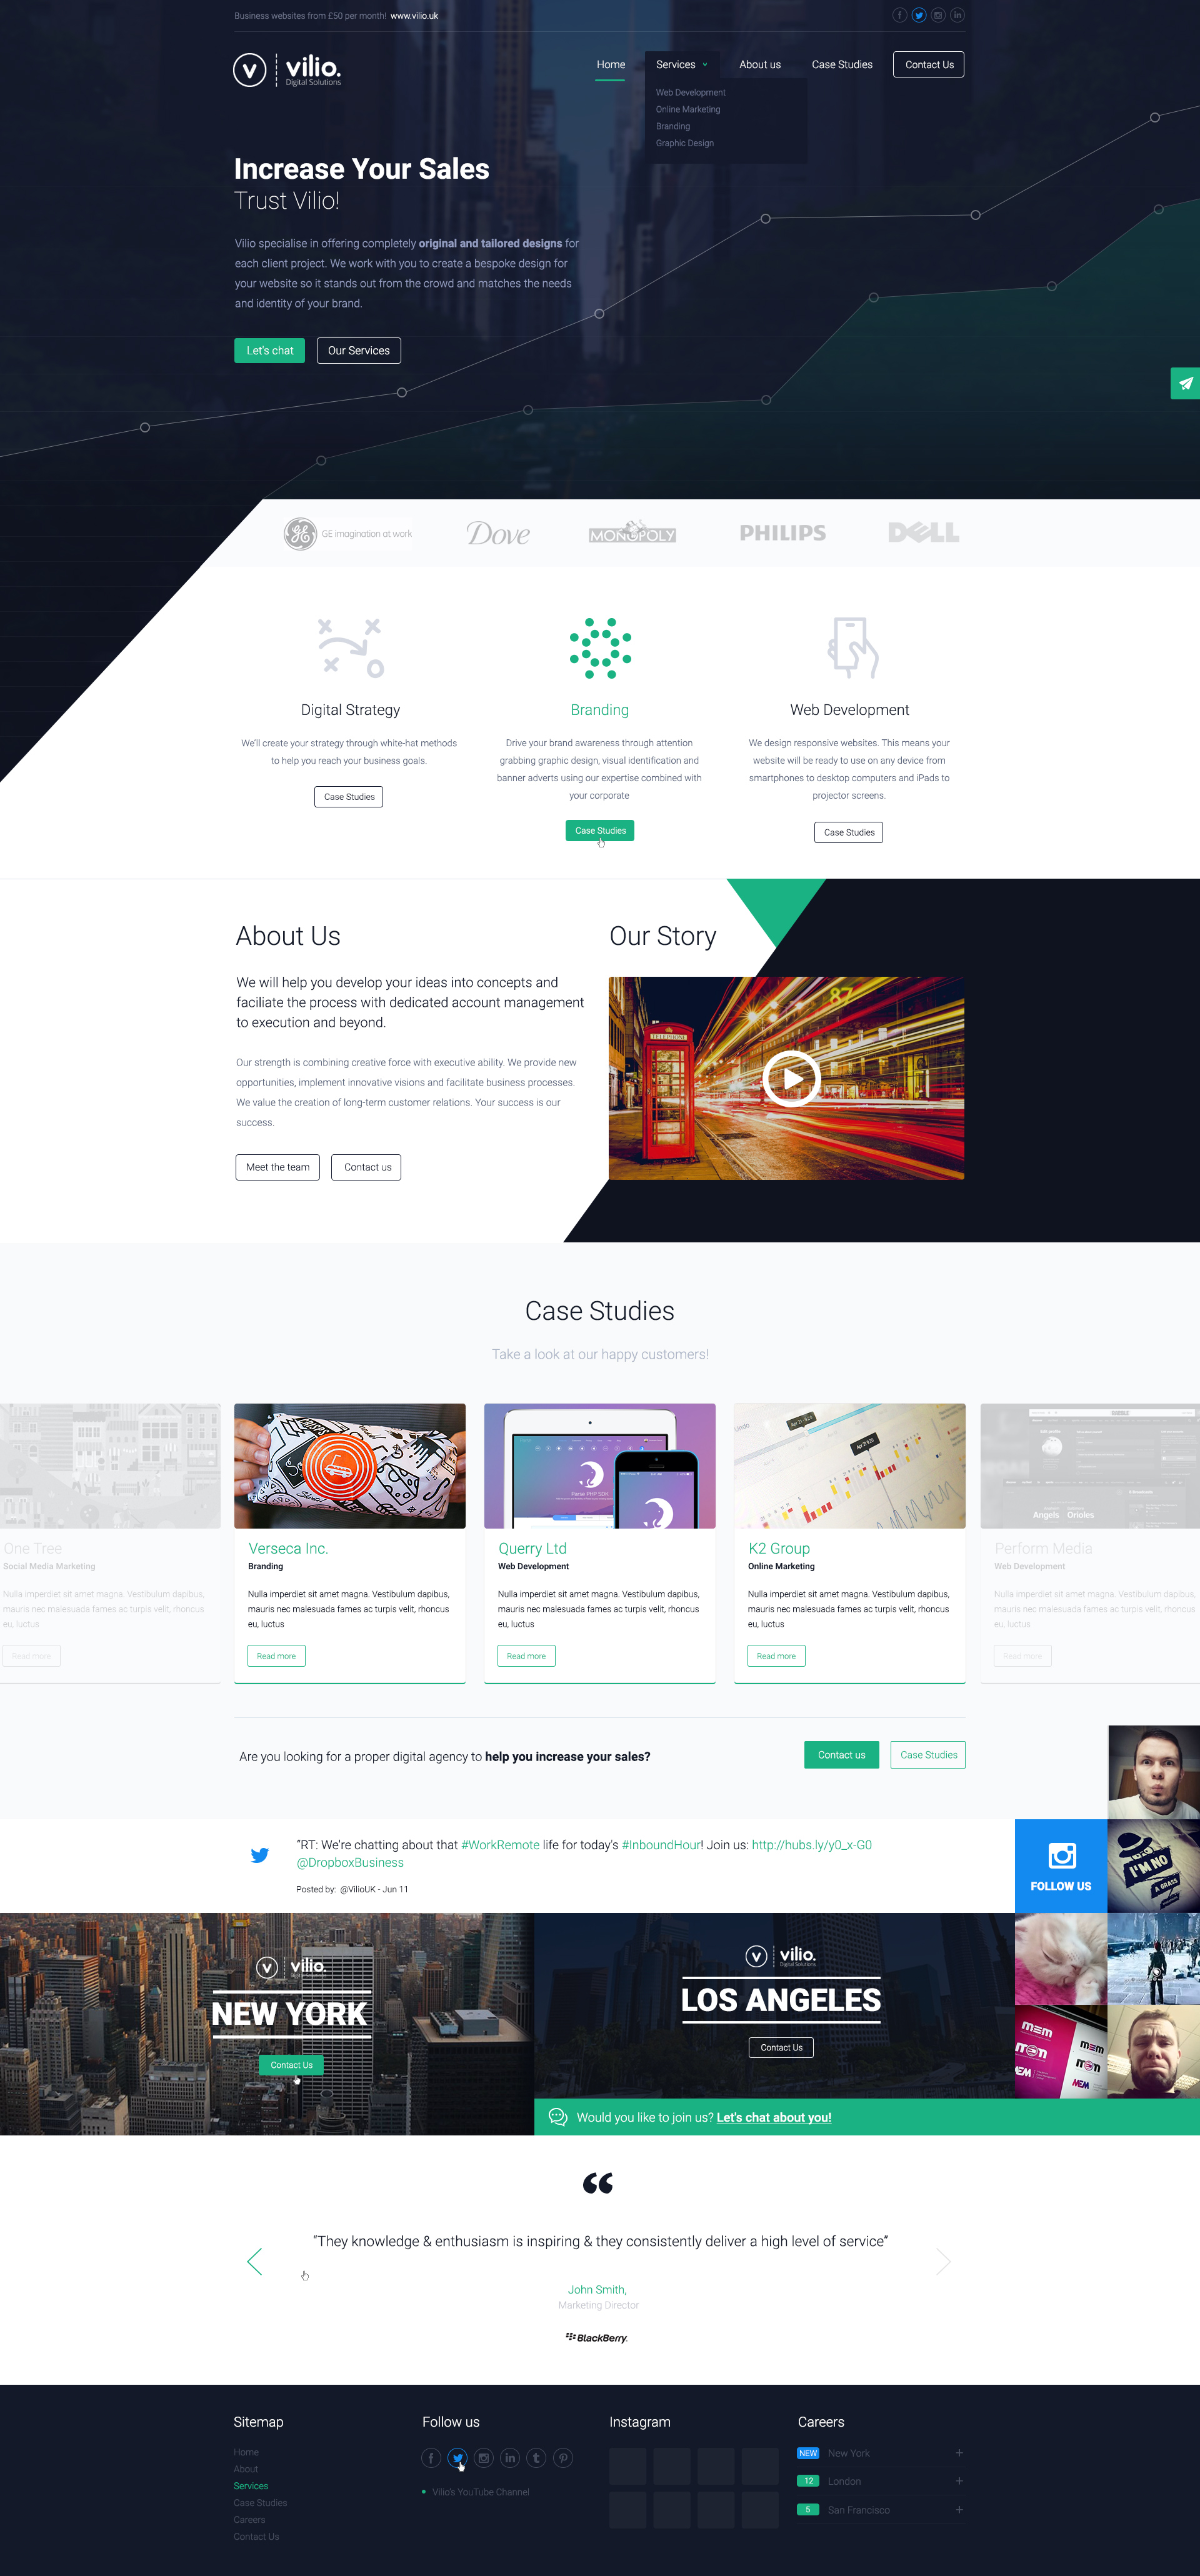 Business websites from £50 per month! www.vilio.uk
vilio.
Digital Solutions
Home
Services
About us
Case Studies
Contact Us
Web Development
Online Marketing
Branding
Graphic Design
Increase Your Sales
Trust Vilio!
Vilio specialise in offering completely original and tailored designs for
each client project. We work with you to create a bespoke design for
your website so it stands out from the crowd and matches the needs
and identity of your brand.
Let's chat
Our Services
GE imagination at work
Dove
MONOPOLY
PHILIPS
DELL
Digital Strategy
We'll create your strategy through white-hat methods
to help you reach your business goals.
Case Studies
Branding
Drive your brand awareness through attention
grabbing graphic design, visual identification and
banner adverts using our expertise combined with
your corporate
Case Studies
Web Development
We design responsive websites. This means your
website will be ready to use on any device from
smartphones to desktop computers and iPads to
projector screens.
Case Studies
About Us
We will help you develop your ideas into concepts and
faciliate the process with dedicated account management
to execution and beyond.
Our strength is combining creative force with executive ability. We provide new
opportunities, implement innovative visions and facilitate business processes.
We value the creation of long-term customer relations. Your success is our
success.
Meet the team
Contact us
Our Story
TELEPHONE
87
Case Studies
Take a look at our happy customers!
One Tree
Social Media Marketing
Nulla imperdiet sit amet magna. Vestibulum dapibus,
mauris nec malesuada fames ac turpis velit, rhoncus
eu, luctus
Read more
Verseca Inc.
Branding
Nulla imperdiet sit amet magna. Vestibulum dapibus,
mauris nec malesuada fames ac turpis velit, rhoncus
eu, luctus
Read more
Parse PHP SDK
Querry Ltd
Web Development
Nulla imperdiet sit amet magna. Vestibulum dapibus,
mauris nec malesuada fames ac turpis velit, rhoncus
eu, luctus
Read more
K2 Group
Online Marketing
Nulla imperdiet sit amet magna. Vestibulum dapibus,
mauris nec malesuada fames ac turpis velit, rhoncus
eu, luctus
Read more
Angels Orioles
Perform Media
Web Development
Nulla imperdiet sit amet magna. Vestibulum dapibus,
mauris nec malesuada fames ac turpis velit, rhoncus
eu, luctus
Read more
Are you looking for a proper digital agency to help you increase your sales?
Contact us
Case Studies
“RT: We're chatting about that #WorkRemote life for today's #InboundHour! Join us: http://hubs.ly/y0_x-G0
@DropboxBusiness
Posted by: @VilioUK - Jun 11
FOLLOW US
I'M NO
A GRASS
vilio.
NEW YORK
Contact Us
vilio.
Digital Solutions
LOS ANGELES
Contact Us
mem
mem
mem
MEM
Would you like to join us? Let's chat about you!
“They knowledge & enthusiasm is inspiring & they consistently deliver a high level of service”
John Smith,
Marketing Director
BlackBerry
Sitemap
Home
About
Services
Case Studies
Careers
Contact Us
Follow us
Vilio's YouTube Channel
Instagram
Careers
NEW New York +
12 London +
5 San Francisco +